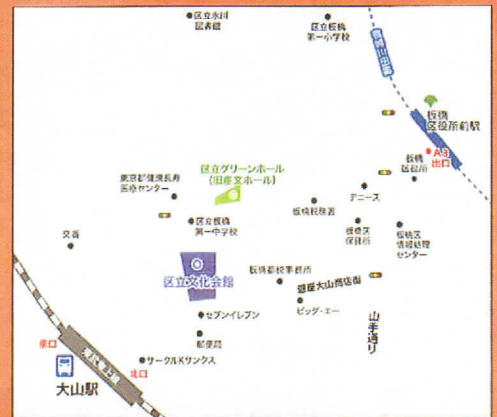 区立氷川
図書館
区立板橋
第一小学校
都営三田線
板橋
区役所前駅
A3
出口
板橋
区役所
区立グリーンホール
(旧産文ホール)
東京都健康長寿
医療センター
デニーズ
板橋税務署
区立板橋
第一中学校
板橋区
保健所
板橋区
情報処理
センター
交番
区立文化会館
板橋都税事務所
遊座大山商店街
ビッグ・エー
セブンイレブン
山手通り
郵便局
南口
東武東上線
サークルKサンクス
北口
大山駅